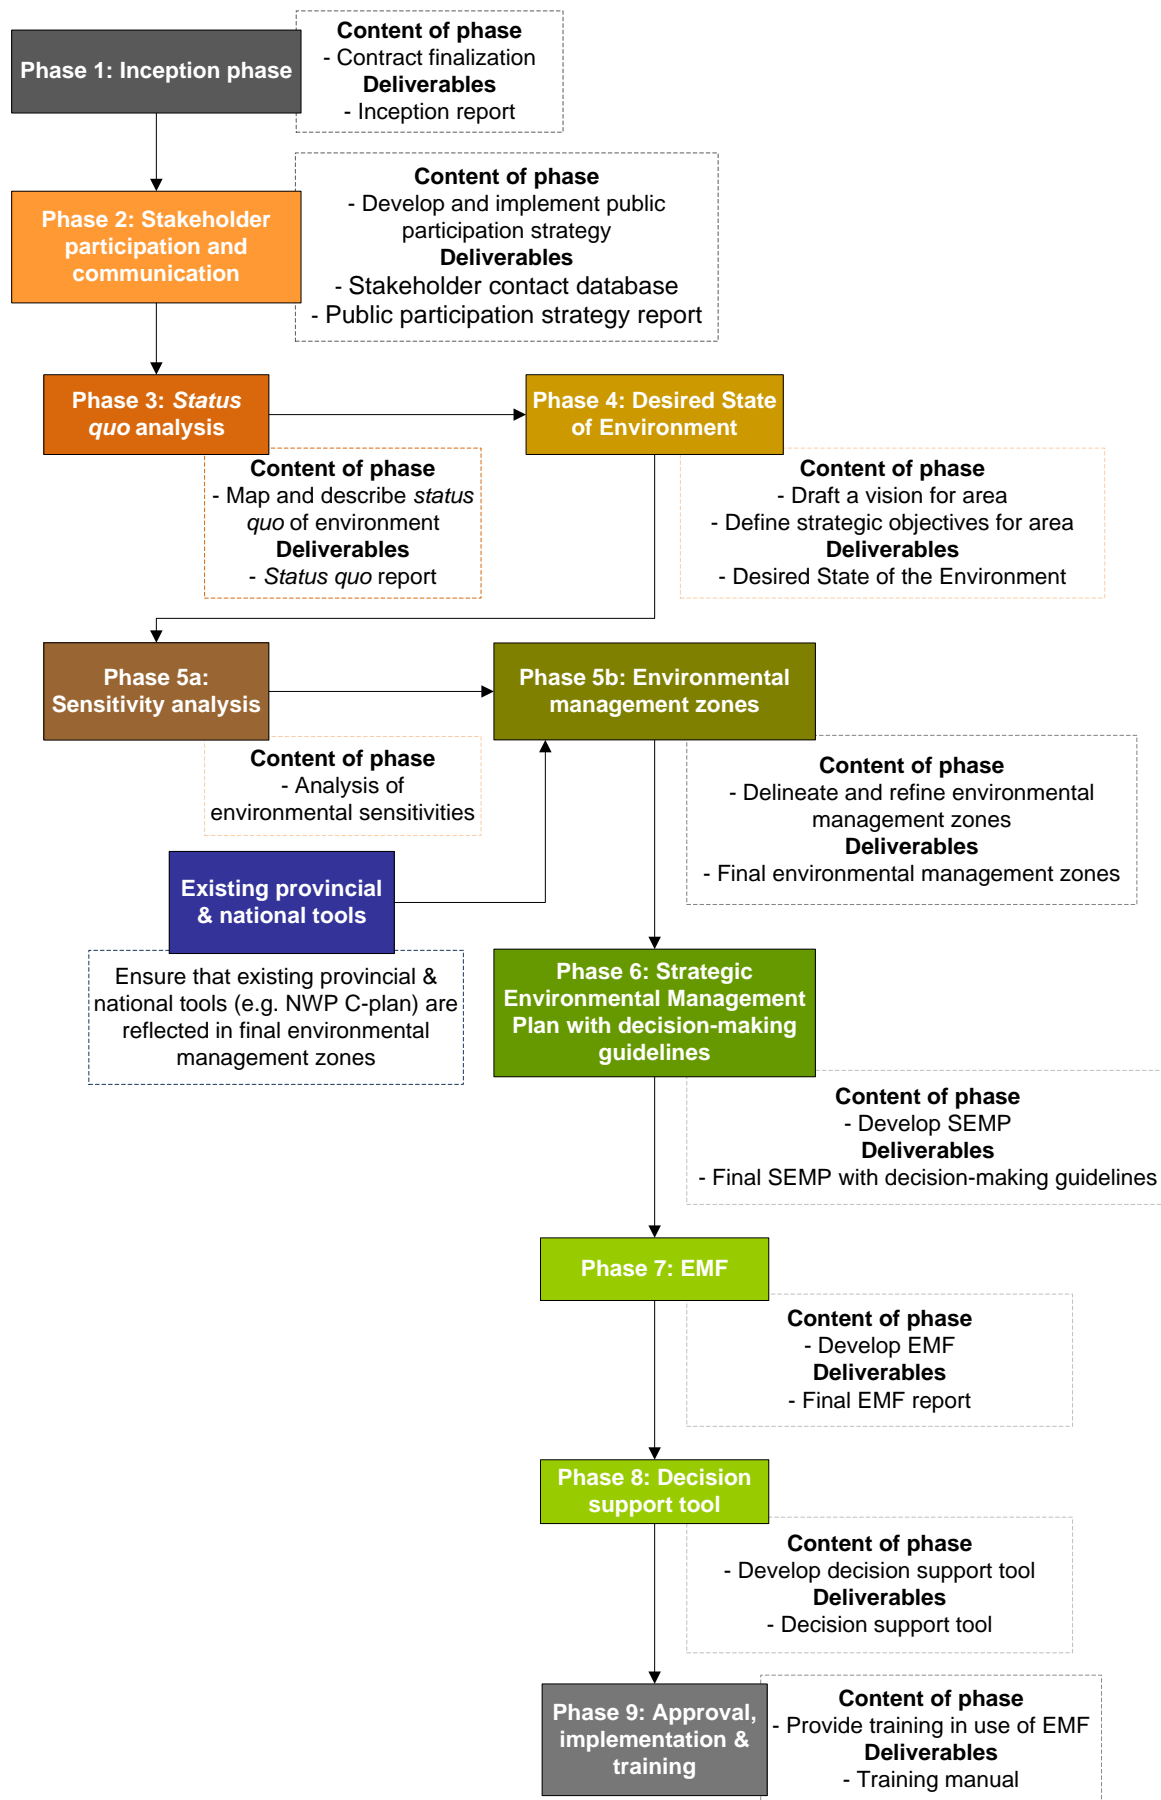 Phase 1: Inception phase
Content of phase
- Contract finalization
Deliverables
- Inception report
Phase 2: Stakeholder
participation and
communication
Content of phase
- Develop and implement public
participation strategy
Deliverables
- Stakeholder contact database
- Public participation strategy report
Phase 3: Status
quo analysis
Content of phase
- Map and describe status
quo of environment
Deliverables
- Status quo report
Phase 4: Desired State
of Environment
Content of phase
- Draft a vision for area
- Define strategic objectives for area
Deliverables
- Desired State of the Environment
Phase 5a:
Sensitivity analysis
Content of phase
- Analysis of
environmental sensitivities
Phase 5b: Environmental
management zones
Content of phase
- Delineate and refine environmental
management zones
Deliverables
- Final environmental management zones
Existing provincial
& national tools
Ensure that existing provincial &
national tools (e.g. NWP C-plan) are
reflected in final environmental
management zones
Phase 6: Strategic
Environmental Management
Plan with decision-making
guidelines
Content of phase
- Develop SEMP
Deliverables
- Final SEMP with decision-making guidelines
Phase 7: EMF
Content of phase
- Develop EMF
Deliverables
- Final EMF report
Phase 8: Decision
support tool
Content of phase
- Develop decision support tool
Deliverables
- Decision support tool
Phase 9: Approval,
implementation &
training
Content of phase
- Provide training in use of EMF
Deliverables
- Training manual